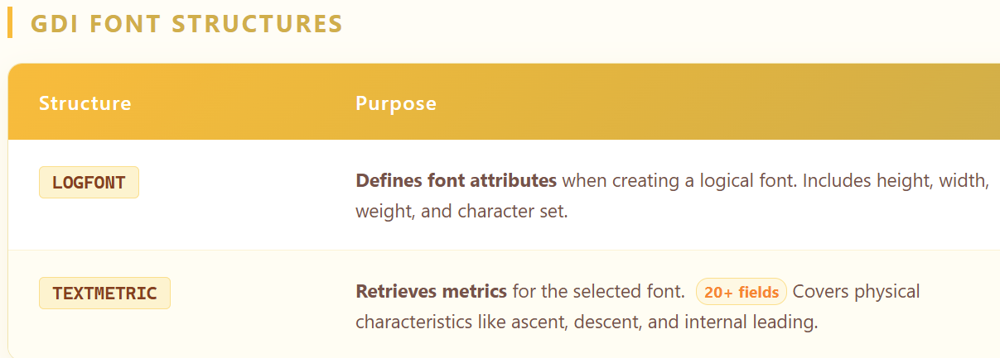 GDI FONT STRUCTURES
Structure Purpose
LOGFONT Defines font attributes when creating a logical font. Includes height, width,
weight, and character set.
TEXTMETRIC Retrieves metrics for the selected font. 20+ fields Covers physical
characteristics like ascent, descent, and internal leading.